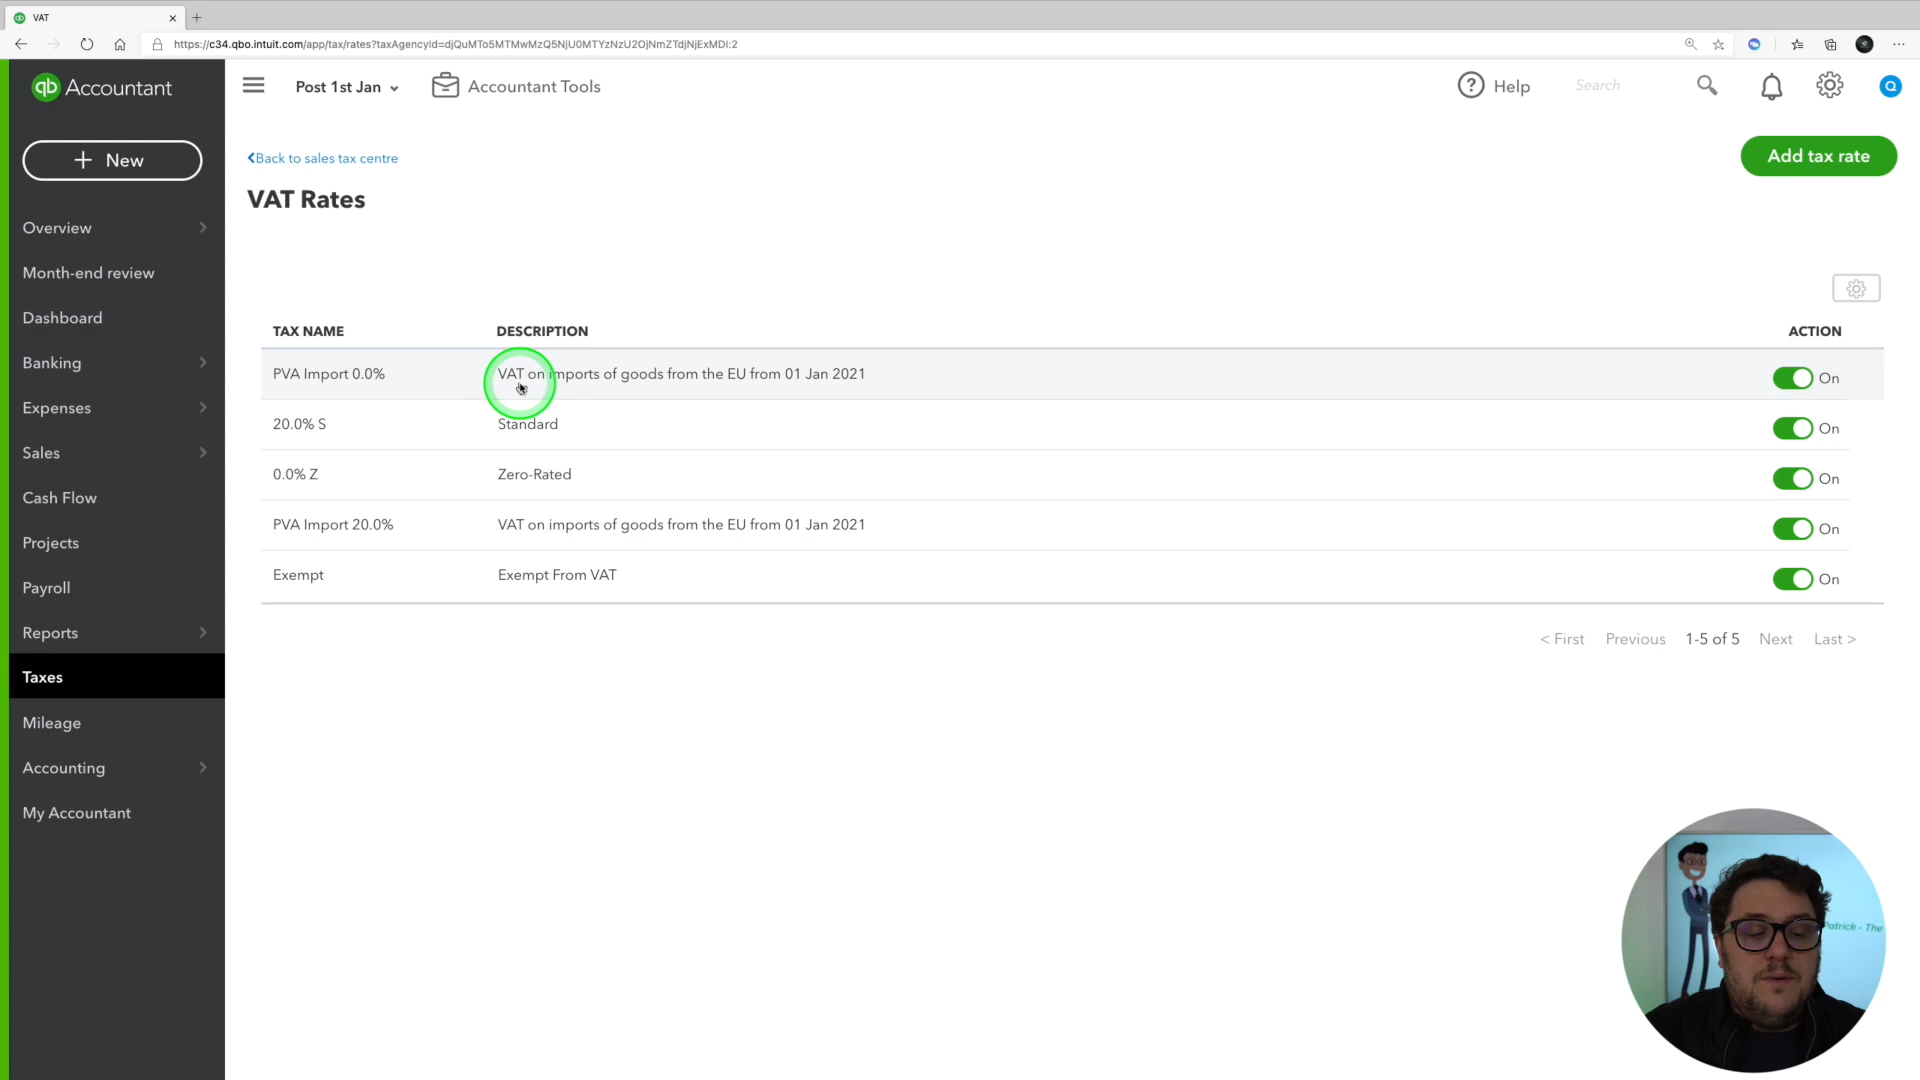 VAT
https://c34.qbo.intuit.com/app/tax/rates?taxAgencyId=djQuMTo5MTMwMzQ5NjU0MTYzNzU2OjNmZTdjNjExMDI:2
qb Accountant
Post 1st Jan
Accountant Tools
Help
Search
Q
+ New
<Back to sales tax centre
Add tax rate
VAT Rates
Overview
Month-end review
Dashboard
Banking
Expenses
Sales
Cash Flow
Projects
Payroll
Reports
Taxes
Mileage
Accounting
My Accountant
TAX NAME DESCRIPTION ACTION
PVA Import 0.0% VAT on imports of goods from the EU from 01 Jan 2021 On
20.0% S Standard On
0.0% Z Zero-Rated On
PVA Import 20.0% VAT on imports of goods from the EU from 01 Jan 2021 On
Exempt Exempt From VAT On
< First Previous 1-5 of 5 Next Last >
Patrick - The